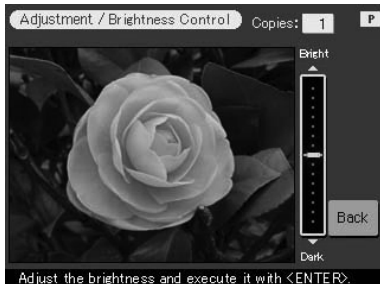 Adjustment / Brightness Control Copies: 1 P
Bright
Back
Dark
Adjust the brightness and execute it with <ENTER>.